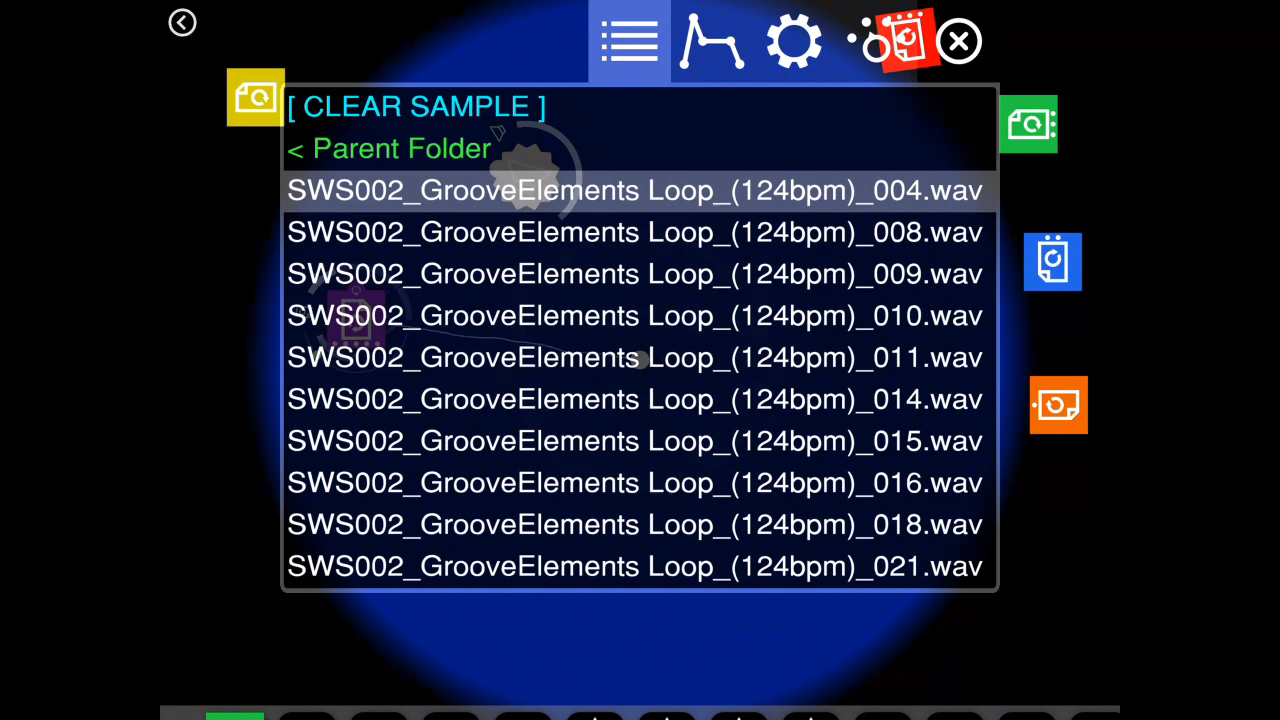 [ CLEAR SAMPLE ]
< Parent Folder
SWS002_GrooveElements Loop_(124bpm)_004.wav
SWS002_GrooveElements Loop_(124bpm)_008.wav
SWS002_GrooveElements Loop_(124bpm)_009.wav
SWS002_GrooveElements Loop_(124bpm)_010.wav
SWS002_GrooveElements Loop_(124bpm)_011.wav
SWS002_GrooveElements Loop_(124bpm)_014.wav
SWS002_GrooveElements Loop_(124bpm)_015.wav
SWS002_GrooveElements Loop_(124bpm)_016.wav
SWS002_GrooveElements Loop_(124bpm)_018.wav
SWS002_GrooveElements Loop_(124bpm)_021.wav